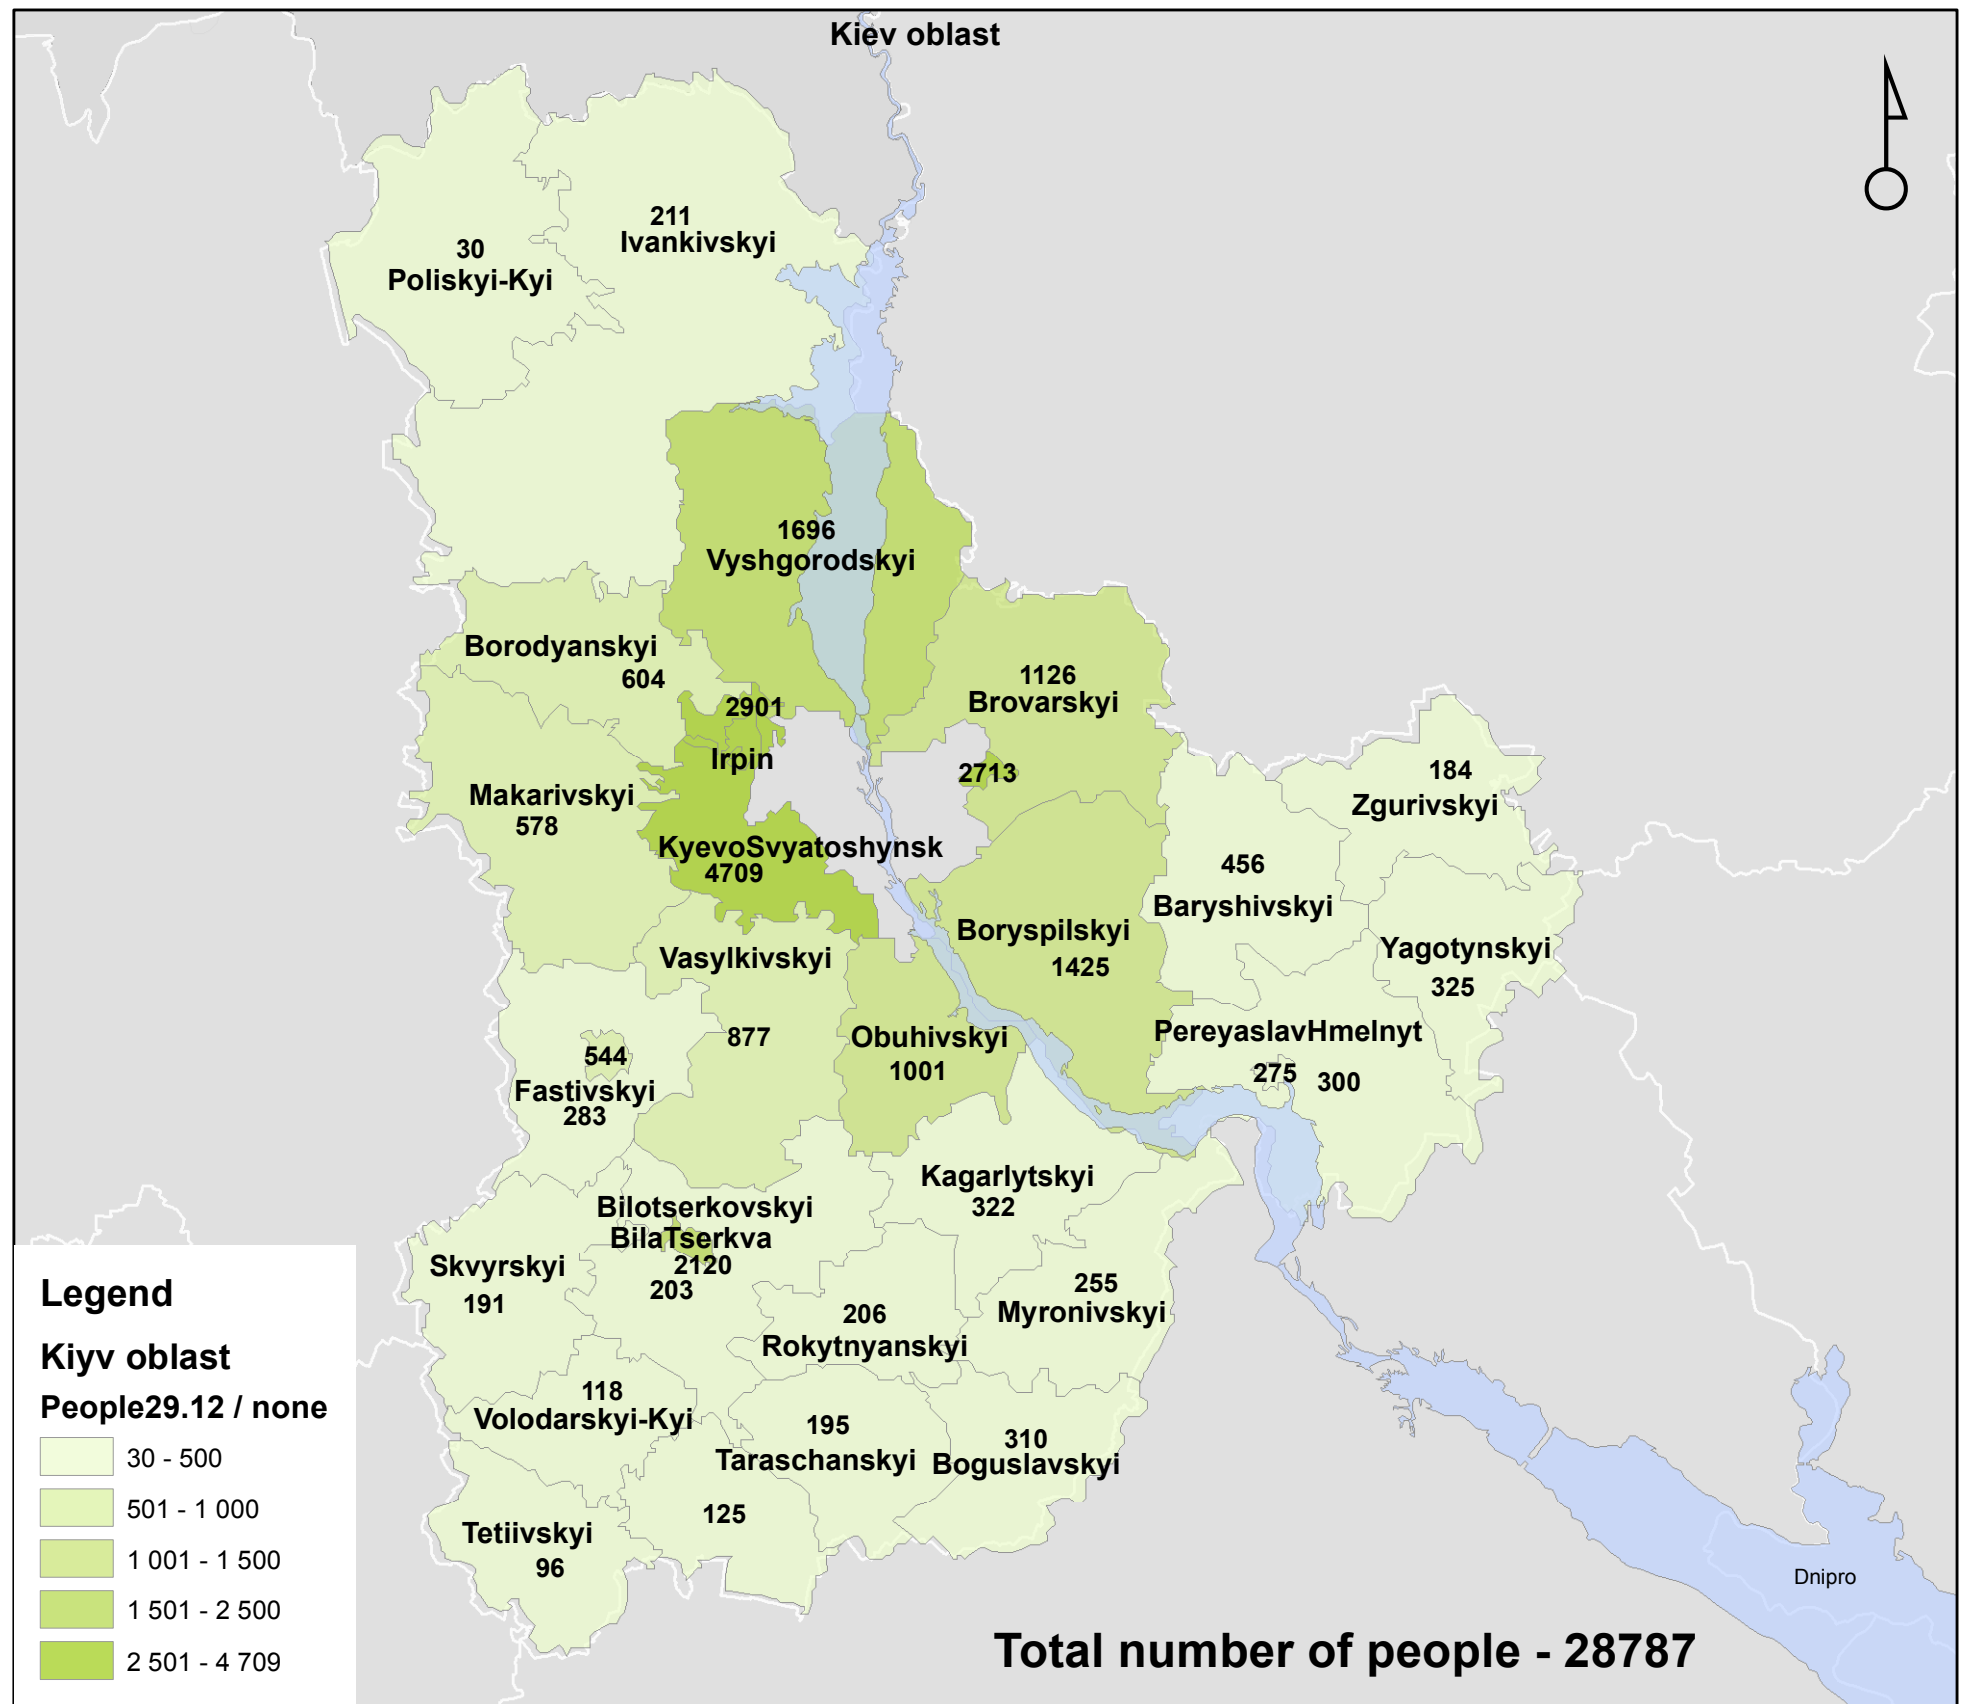 Kiev oblast
211
Ivankivskyi
30
Poliskyi-Kyi
1696
Vyshgorodskyi
Borodyanskyi
604
1126
Brovarskyi
2901
Irpin
2713
184
Zgurivskyi
Makarivskyi
578
KyevoSvyatoshynsk
4709
456
Baryshivskyi
Boryspilskyi
1425
Yagotynskyi
325
Vasylkivskyi
877
Obuhivskyi
1001
PereyaslavHmelnyt
275
300
544
Fastivskyi
283
Kagarlytskyi
322
Bilotserkovskyi
BilaTserkva
2120
203
Skvyrskyi
191
255
Myronivskyi
206
Rokytnyanskyi
118
Volodarskyi-Kyi
195
Taraschanskyi
310
Boguslavskyi
125
Tetiivskyi
96
Dnipro
Legend
Kiyv oblast
People29.12 / none
30 - 500
501 - 1 000
1 001 - 1 500
1 501 - 2 500
2 501 - 4 709
Total number of people - 28787